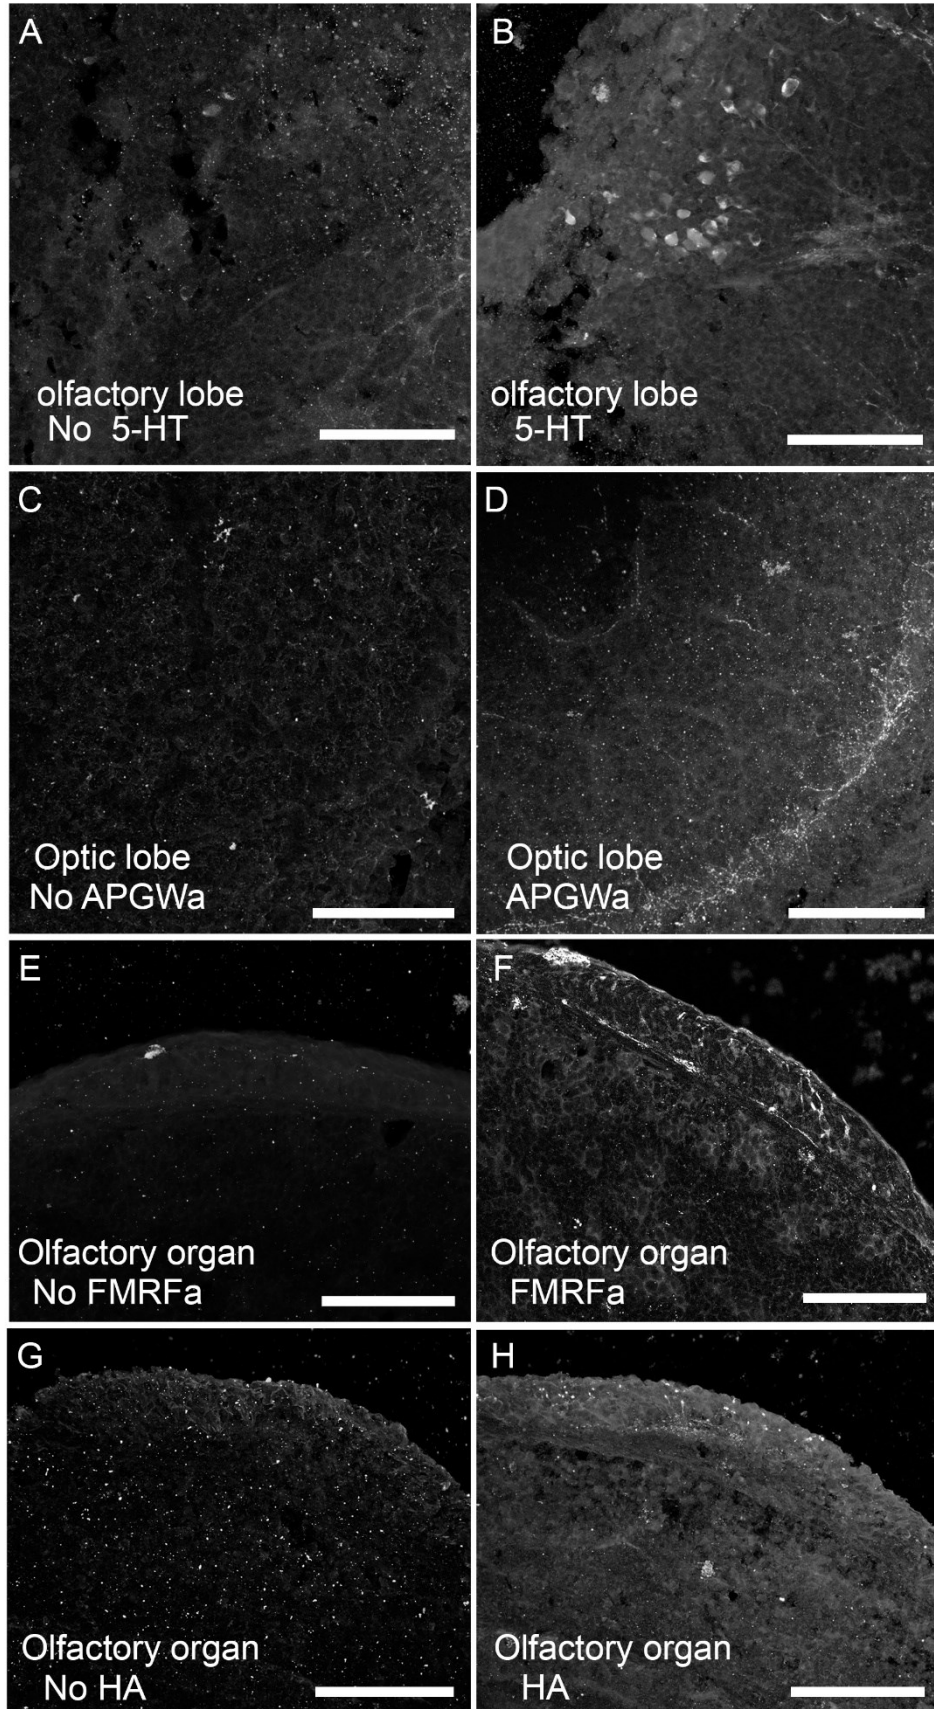 A
olfactory lobe
No 5-HT
B
olfactory lobe
5-HT
C
Optic lobe
No APGWa
D
Optic lobe
APGWa
E
Olfactory organ
No FMRFa
F
Olfactory organ
FMRFa
G
Olfactory organ
No HA
H
Olfactory organ
HA